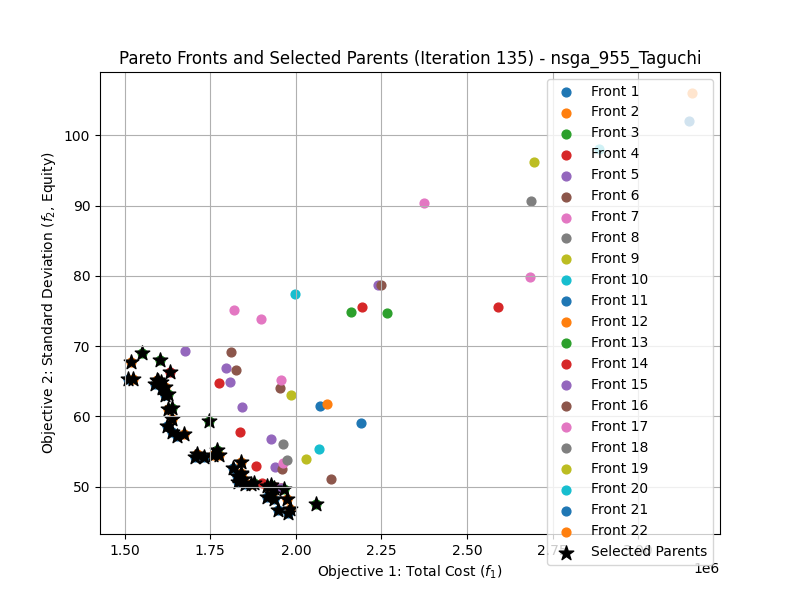 Pareto Fronts and Selected Parents (Iteration 135) - nsga_955_Taguchi
Objective 2: Standard Deviation (f2, Equity)
100
90
80
70
60
50
1.50
1.75
2.00
2.25
2.50
1e6
Objective 1: Total Cost (f1)
Front 1
Front 2
Front 3
Front 4
Front 5
Front 6
Front 7
Front 8
Front 9
Front 10
Front 11
Front 12
Front 13
Front 14
Front 15
Front 16
Front 17
Front 18
Front 19
Front 20
Front 21
Front 22
Selected Parents